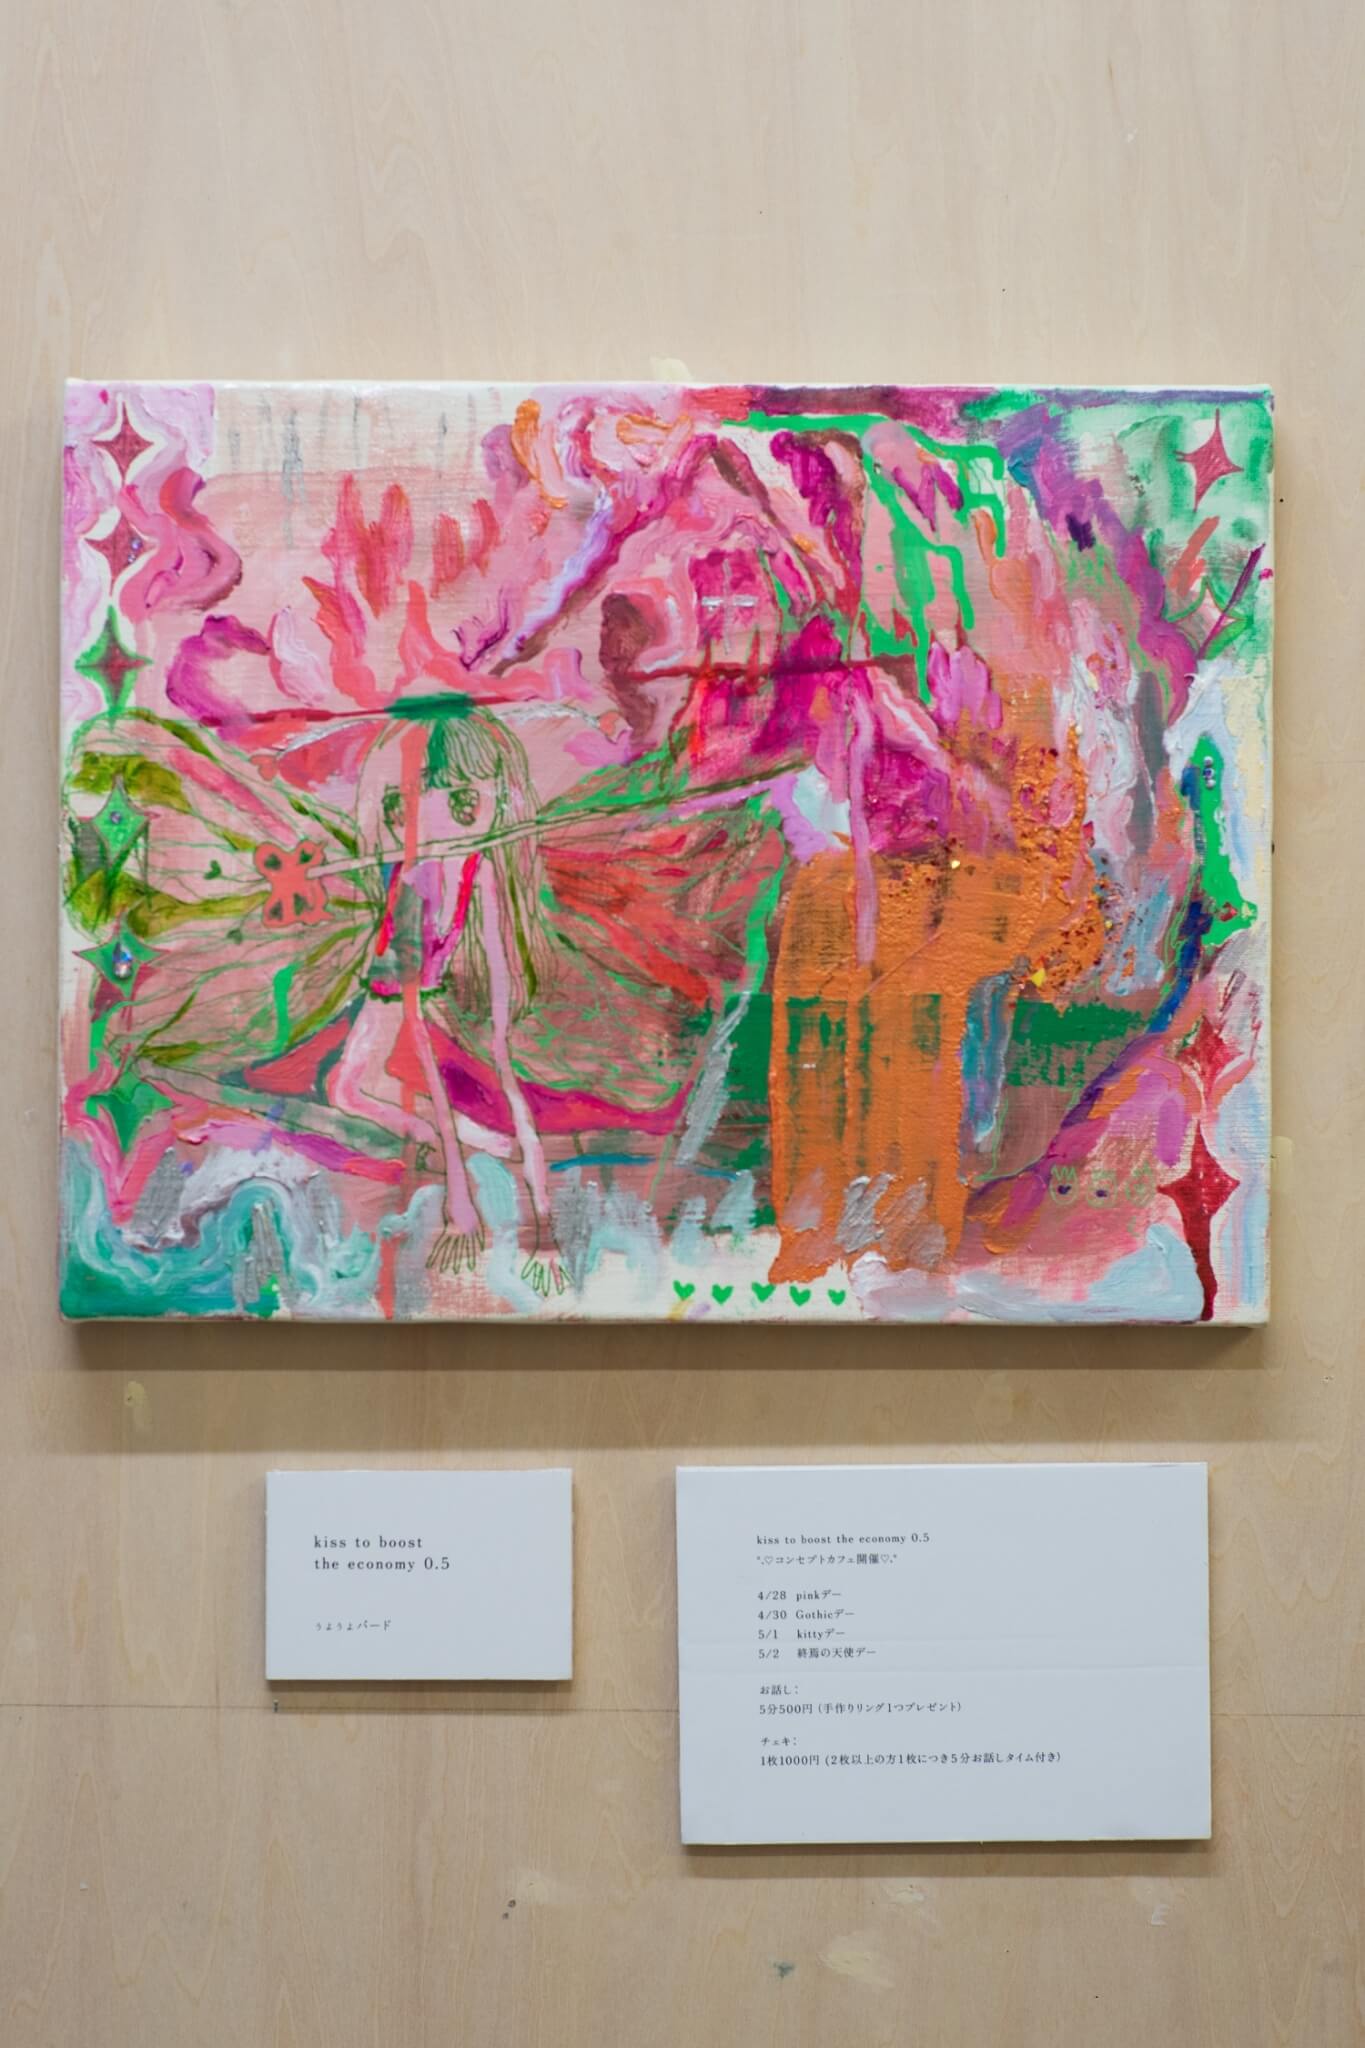 kiss to boost
the economy 0.5
うようよバード
kiss to boost the economy 0.5
°˖♡コンセプトカフェ開催♡˖°
4/28 pinkデー
4/30 Gothicデー
5/1 kittyデー
5/2 終焉の天使デー
お話し：
5分500円（手作りリング1つプレゼント）
チェキ：
1枚1000円（2枚以上の方1枚につき5分お話しタイム付き）